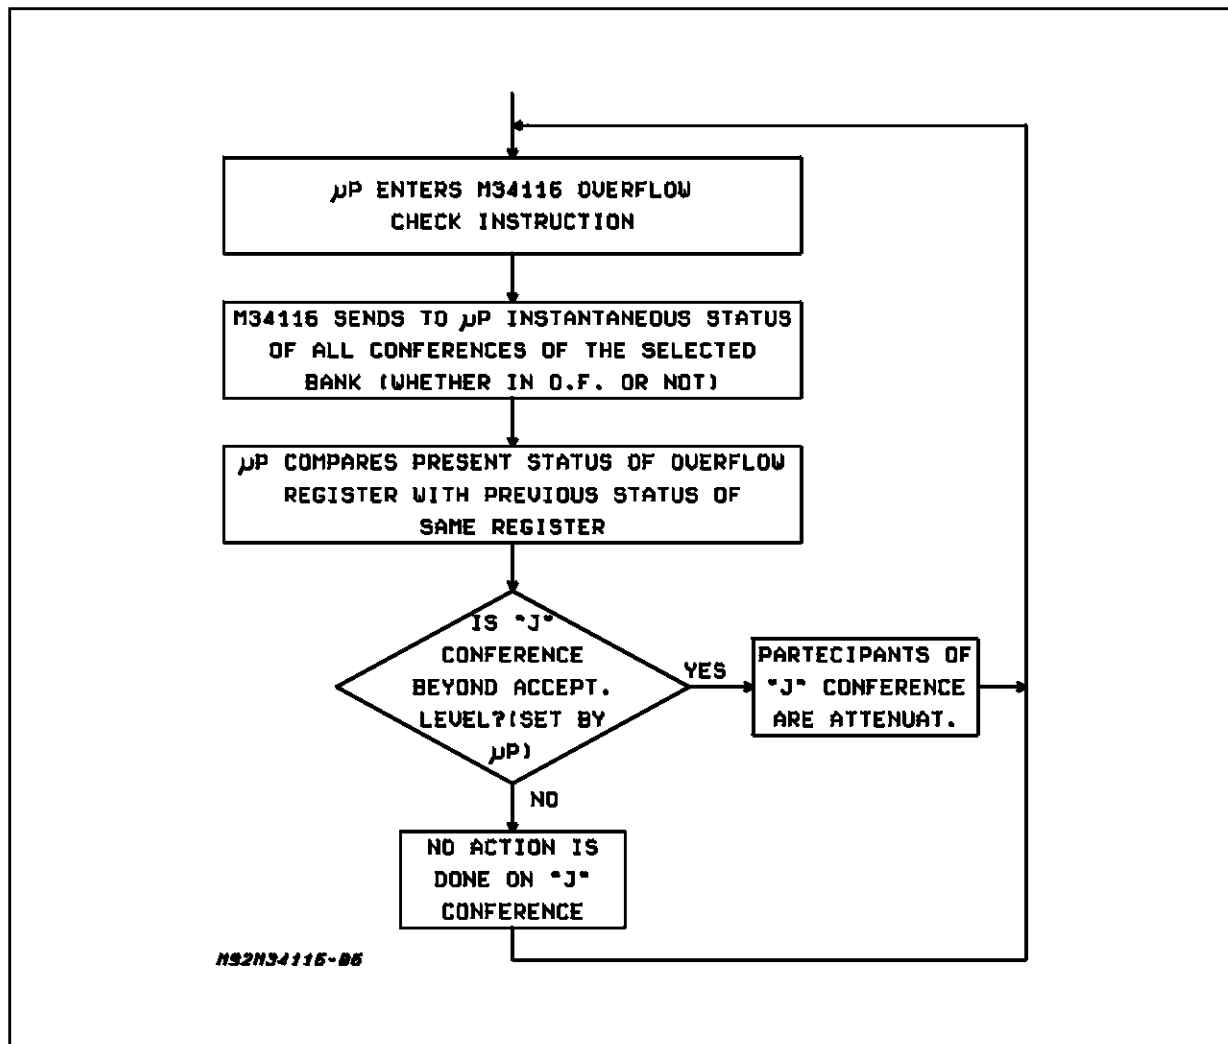 µP ENTERS M34116 OVERFLOW
CHECK INSTRUCTION
M34116 SENDS TO µP INSTANTANEOUS STATUS
OF ALL CONFERENCES OF THE SELECTED
BANK (WHETHER IN O.F. OR NOT)
µP COMPARES PRESENT STATUS OF OVERFLOW
REGISTER WITH PREVIOUS STATUS OF
SAME REGISTER
IS "J"
CONFERENCE
BEYOND ACCEPT.
LEVEL?(SET BY
µP)
YES
PARTECIPANTS OF
"J" CONFERENCE
ARE ATTENUAT.
NO
NO ACTION IS
DONE ON "J"
CONFERENCE
M92M34116-06